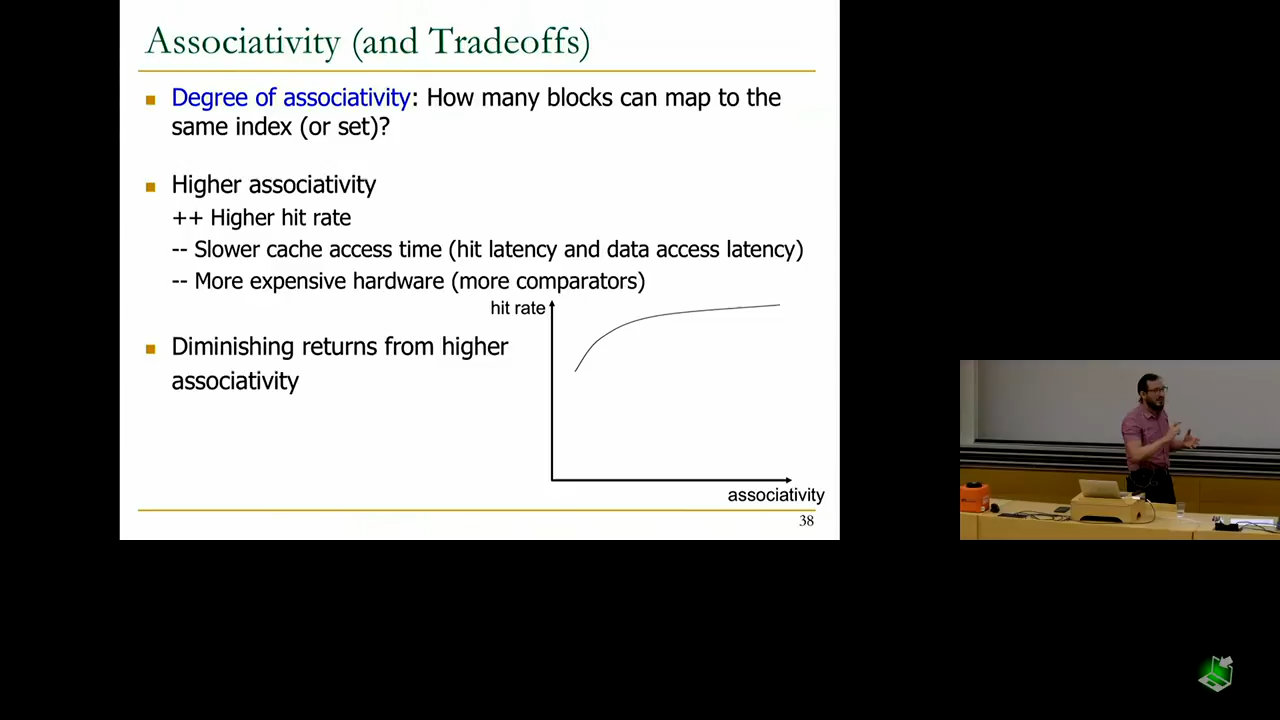 Associativity (and Tradeoffs)
Degree of associativity: How many blocks can map to the
same index (or set)?
Higher associativity
++ Higher hit rate
-- Slower cache access time (hit latency and data access latency)
-- More expensive hardware (more comparators)
hit rate
Diminishing returns from higher
associativity
associativity
38